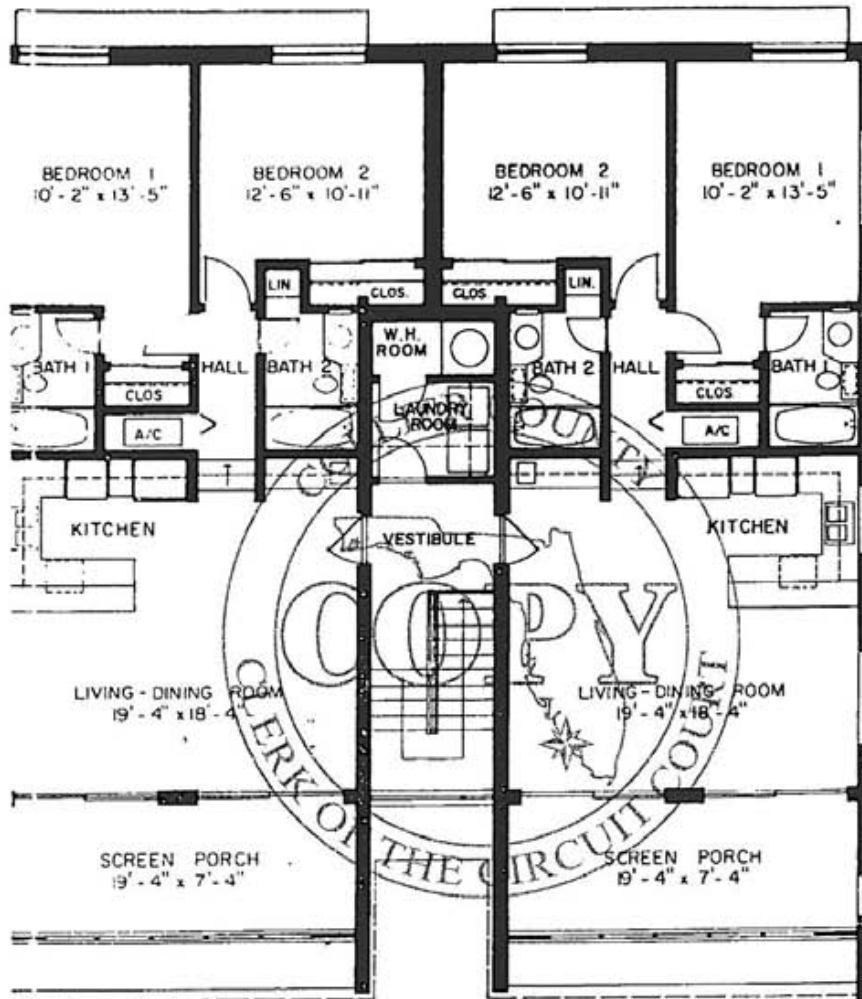 BEDROOM 1
10'-2" x 13'-5"
BEDROOM 2
12'-6" x 10'-11"
BEDROOM 2
12'-6" x 10'-11"
BEDROOM 1
10'-2" x 13'-5"
LIN
CLOS.
CLOS
LIN.
W.H.
ROOM
BATH 1
HALL
BATH 2
BATH 2
HALL
BATH 1
CLOS
CLOS
LAUNDRY
ROOM
A/C
A/C
KITCHEN
VESTIBULE
KITCHEN
COPY
LIVING-DINING ROOM
19'-4" x 18'-4"
LIVING-DINING ROOM
19'-4" x 18'-4"
SCREEN PORCH
19'-4" x 7'-4"
SCREEN PORCH
19'-4" x 7'-4"
CLERK OF THE CIRCUIT COURT